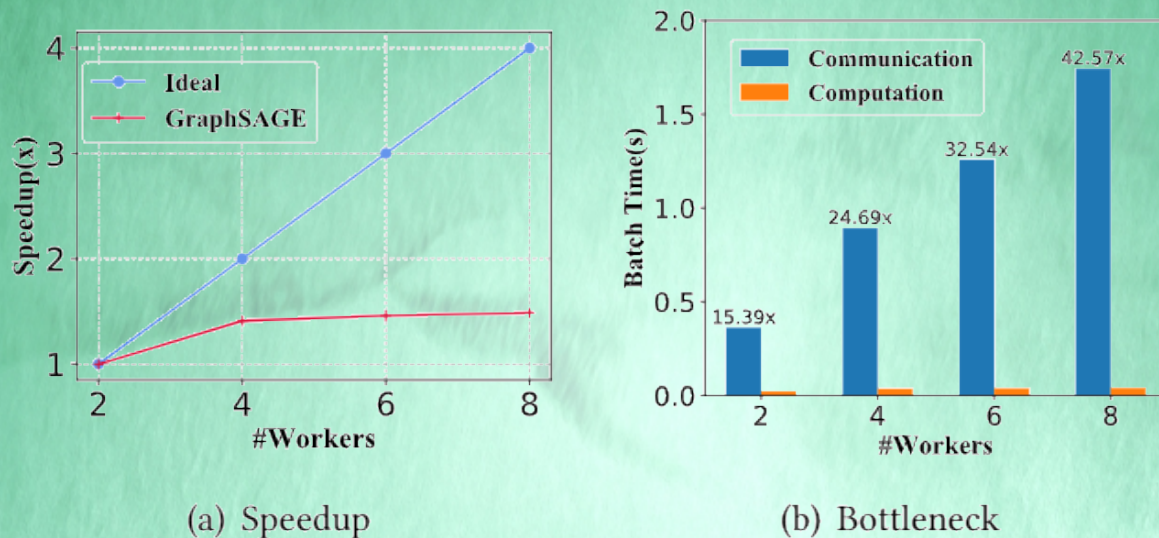 4
3
2
1
Speedup(x)
Ideal
GraphSAGE
2 4 6 8
#Workers
(a) Speedup
2.0
1.5
1.0
0.5
0.0
Batch Time(s)
Communication
Computation
15.39x
24.69x
32.54x
42.57x
2 4 6 8
#Workers
(b) Bottleneck